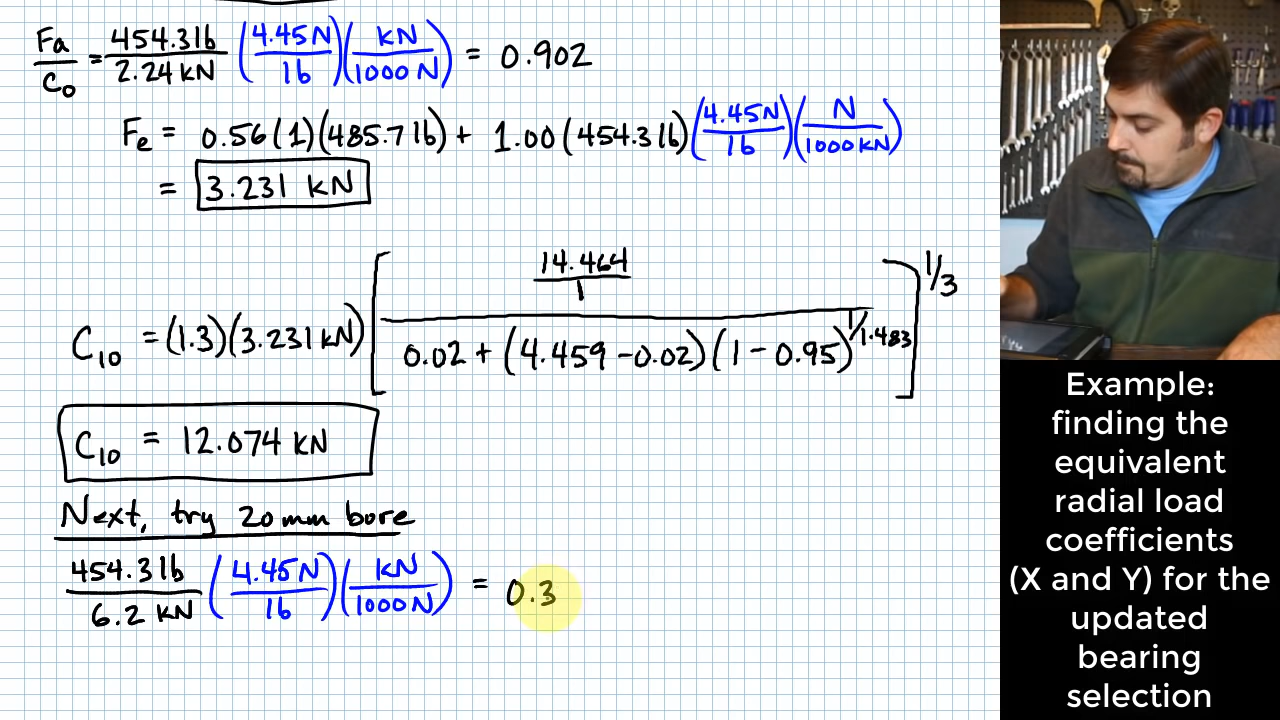 Fa/C₀ = 454.3 lb/2.24 kN (4.45 N/lb)(kN/1000 N) = 0.902
Fe = 0.56(1)(485.7 lb) + 1.00(454.3 lb)(4.45 N/lb)(N/1000 kN)
= 3.231 kN
C₁₀ = (1.3)(3.231 kN)[(14.464/1)/(0.02 + (4.459 - 0.02)(1 - 0.95)^(1/1.483))]^(1/3)
C₁₀ = 12.074 kN
Next, try 20 mm bore
454.3 lb/6.2 kN (4.45 N/lb)(kN/1000 N) = 0.3
Example:
finding the
equivalent
radial load
coefficients
(X and Y) for the
updated
bearing
selection